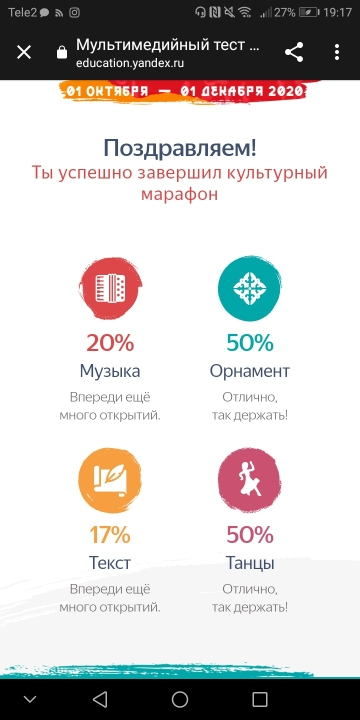 Tele2 27% 19:17
Мультимедийный тест ...
education.yandex.ru
01 ОКТЯБРЯ — 01 ДЕКАБРЯ 2020
Поздравляем!
Ты успешно завершил культурный
марафон
20% 50%
Музыка Орнамент
Впереди ещё Отлично,
много открытий. так держать!
17% 50%
Текст Танцы
Впереди ещё Отлично,
много открытий. так держать!